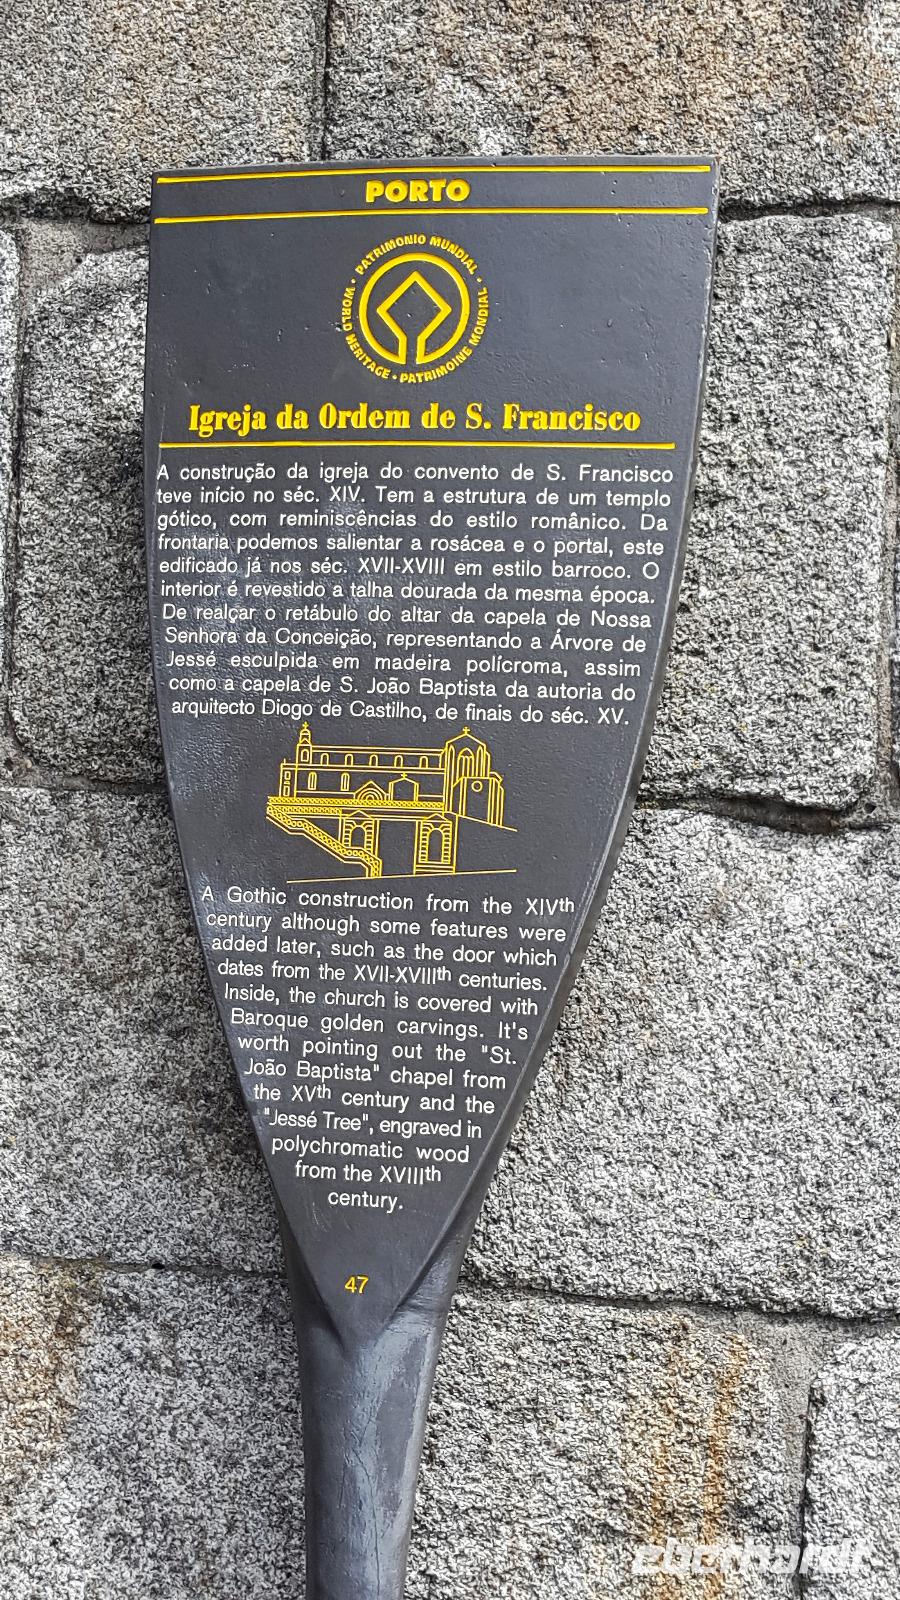 PORTO
· PATRIMONIO MUNDIAL · WORLD HERITAGE · PATRIMOINE MONDIAL
Igreja da Ordem de S. Francisco
A construção da igreja do convento de S. Francisco
teve início no séc. XIV. Tem a estrutura de um templo
gótico, com reminiscências do estilo românico. Da
frontaria podemos salientar a rosácea e o portal, este
edificado já nos séc. XVII-XVIII em estilo barroco. O
interior é revestido a talha dourada da mesma época.
De realçar o retábulo do altar da capela de Nossa
Senhora da Conceição, representando a Árvore de
Jessé esculpida em madeira polícroma, assim
como a capela de S. João Baptista da autoria do
arquitecto Diogo de Castilho, de finais do séc. XV.
A Gothic construction from the XIVth
century although some features were
added later, such as the door which
dates from the XVII-XVIIIth centuries.
Inside, the church is covered with
Baroque golden carvings. It's
worth pointing out the "St.
João Baptista" chapel from
the XVth century and the
"Jessé Tree", engraved in
polychromatic wood
from the XVIIIth
century.
47
eberhardt